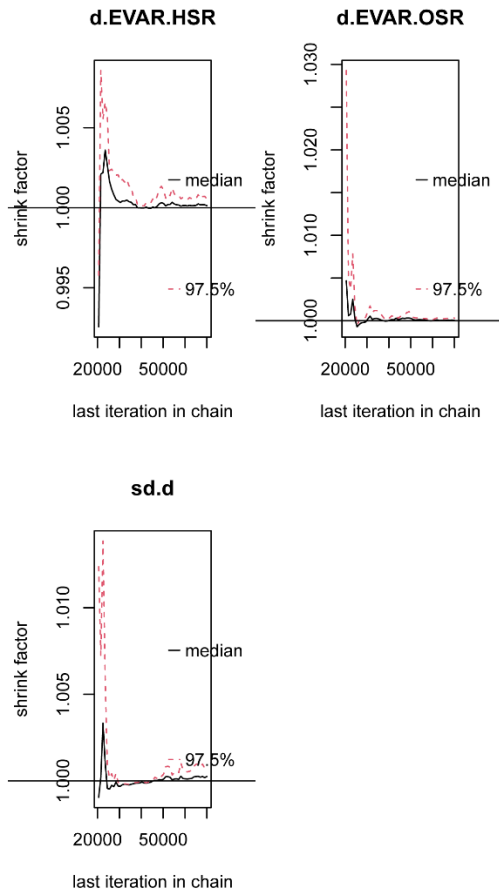 d.EVAR.HSR
shrink factor
0.995 1.000 1.005
median
97.5%
20000 50000
last iteration in chain
d.EVAR.OSR
shrink factor
1.000 1.010 1.020 1.030
median
97.5%
20000 50000
last iteration in chain
sd.d
shrink factor
1.000 1.005 1.010
median
97.5%
20000 50000
last iteration in chain